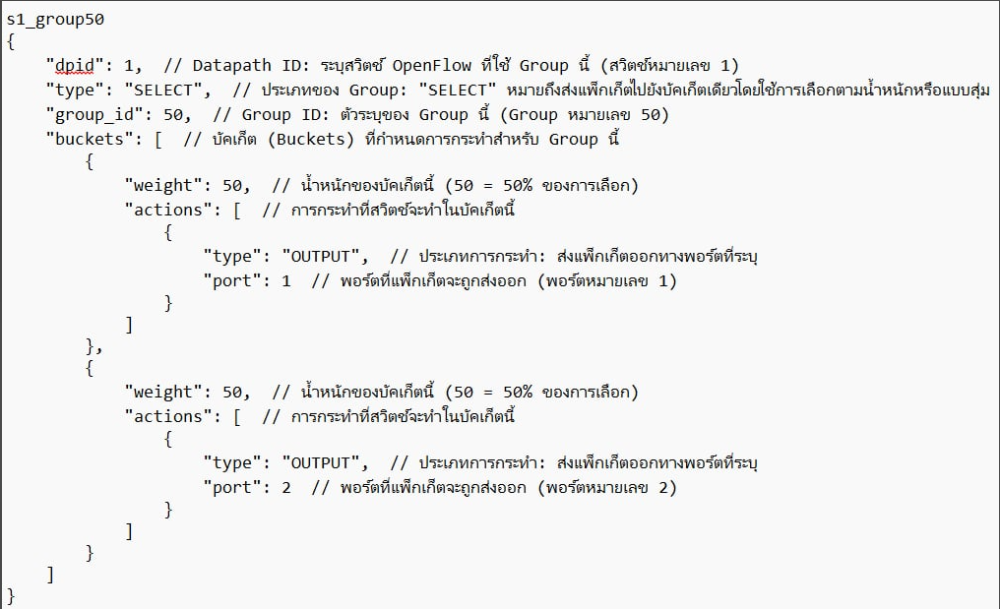 s1_group50
{
    "dpid": 1,  // Datapath ID: ระบุสวิตช์ OpenFlow ที่ใช้ Group นี้ (สวิตช์หมายเลข 1)
    "type": "SELECT",  // ประเภทของ Group: "SELECT" หมายถึงส่งแพ็กเก็ตไปยังบัคเก็ตเดียวโดยใช้การเลือกตามน้ำหนักหรือแบบสุ่ม
    "group_id": 50,  // Group ID: ตัวระบุของ Group นี้ (Group หมายเลข 50)
    "buckets": [  // บัคเก็ต (Buckets) ที่กำหนดการกระทำสำหรับ Group นี้
        {
            "weight": 50,  // น้ำหนักของบัคเก็ตนี้ (50 = 50% ของการเลือก)
            "actions": [  // การกระทำที่สวิตช์จะทำในบัคเก็ตนี้
                {
                    "type": "OUTPUT",  // ประเภทการกระทำ: ส่งแพ็กเก็ตออกทางพอร์ตที่ระบุ
                    "port": 1  // พอร์ตที่แพ็กเก็ตจะถูกส่งออก (พอร์ตหมายเลข 1)
                }
            ]
        },
        {
            "weight": 50,  // น้ำหนักของบัคเก็ตนี้ (50 = 50% ของการเลือก)
            "actions": [  // การกระทำที่สวิตช์จะทำในบัคเก็ตนี้
                {
                    "type": "OUTPUT",  // ประเภทการกระทำ: ส่งแพ็กเก็ตออกทางพอร์ตที่ระบุ
                    "port": 2  // พอร์ตที่แพ็กเก็ตจะถูกส่งออก (พอร์ตหมายเลข 2)
                }
            ]
        }
    ]
}